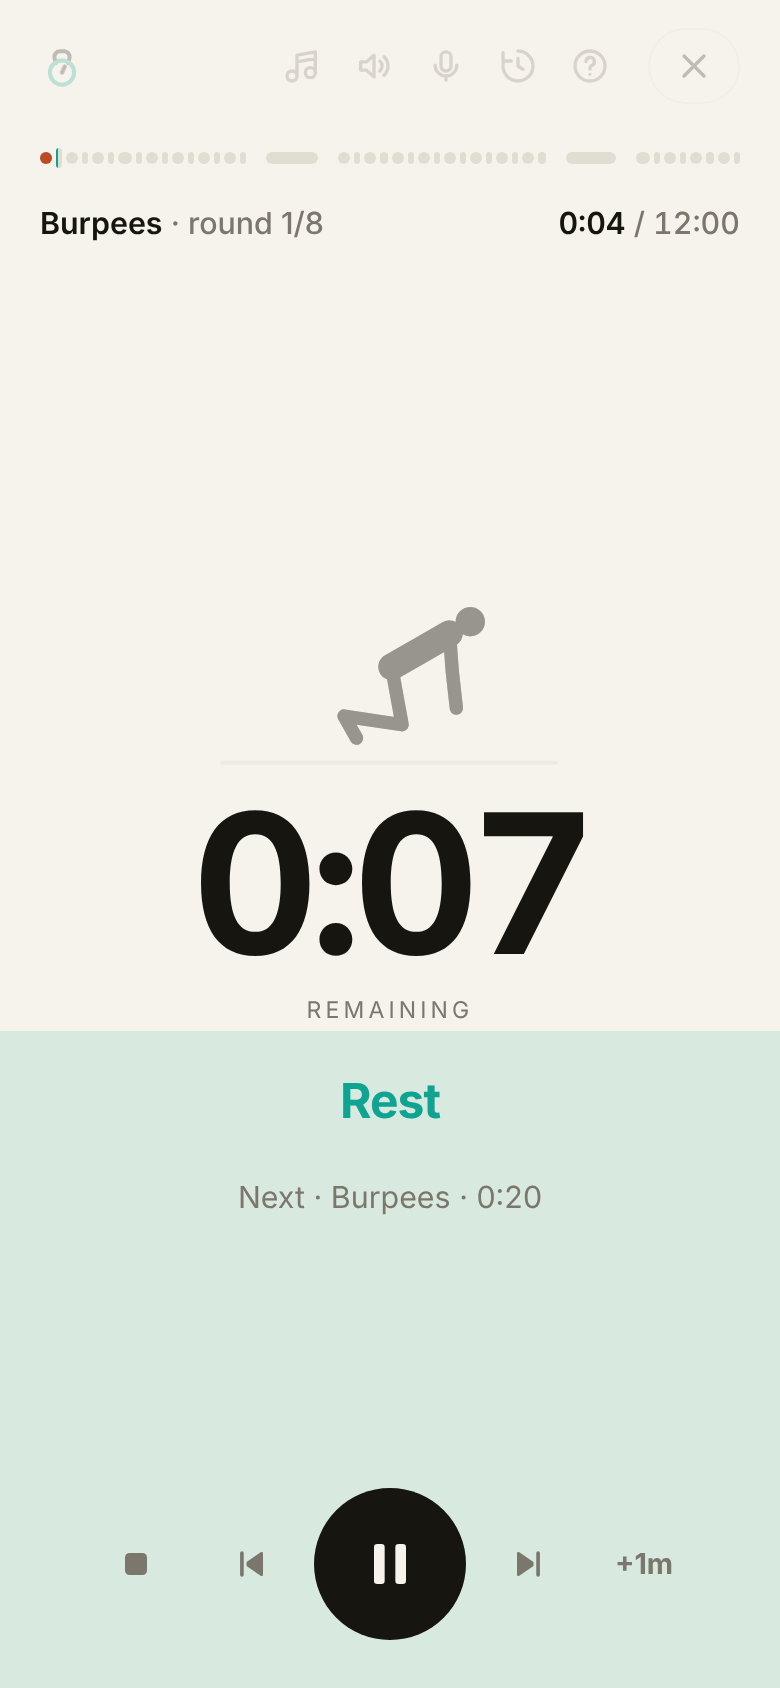 Burpees · round 1/8
0:04 / 12:00
0:07
REMAINING
Rest
Next · Burpees · 0:20
+1m